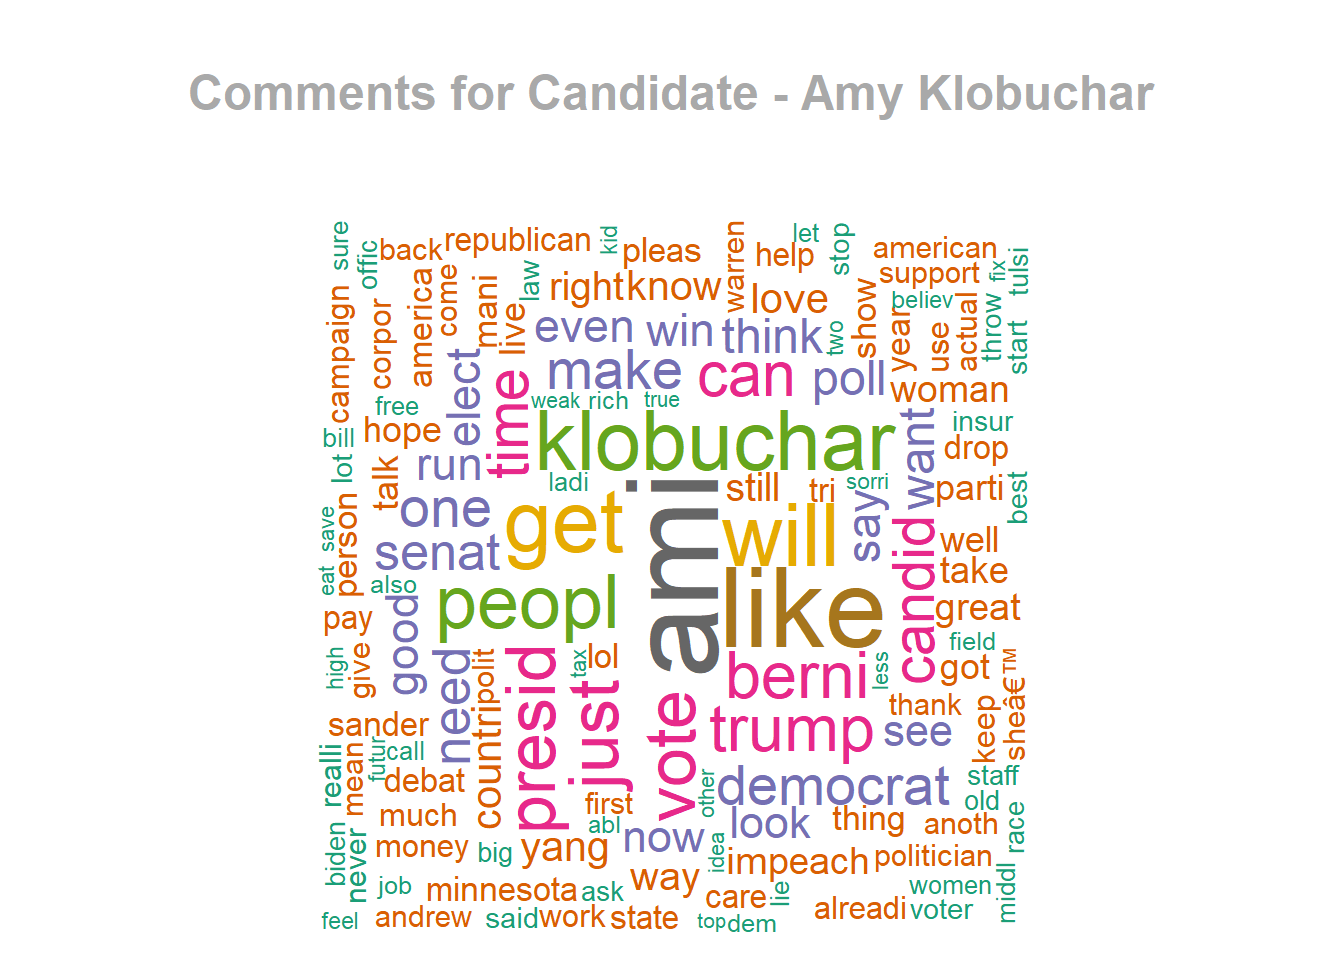 Comments for Candidate - Amy Klobuchar
sure
offic
back
republican
kid
pleas
warren
help
let
stop
american
support
fix
tulsi
campaign
corpor
america
come
mani
law
live
right
know
love
show
believ
year
use
actual
throw
start
even
win
think
two
elect
time
make
can
poll
woman
free
weak
rich
true
bill
hope
klobuchar
want
insur
drop
lot
talk
run
ladi
still
tri
sorri
parti
best
save
person
one
get
ami
will
say
candid
well
eat
also
senat
take
pay
good
peopl
like
great
field
high
give
need
polit
presid
tax
lol
just
berni
less
got
thank
sander
countri
vote
trump
see
keep
sheâ€™
realli
mean
futur
call
debat
first
other
democrat
staff
old
much
abl
now
look
thing
anoth
race
biden
never
money
big
yang
idea
impeach
politician
job
minnesota
ask
way
care
lie
women
middl
feel
andrew
said
work
state
top
dem
alreadi
voter